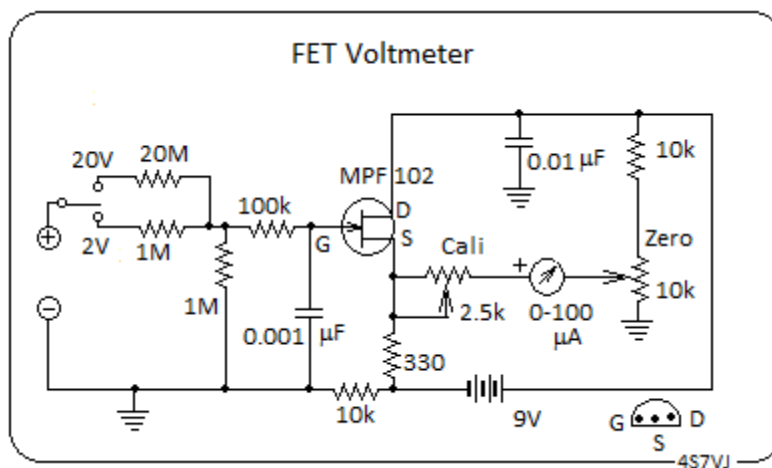 FET Voltmeter
20V
20M
2V
1M
1M
100k
G
MPF 102
D
S
0.001 µF
0.01 µF
10k
Cali
2.5k
+
0-100
µA
Zero
10k
330
10k
9V
G
D
S
4S7VJ